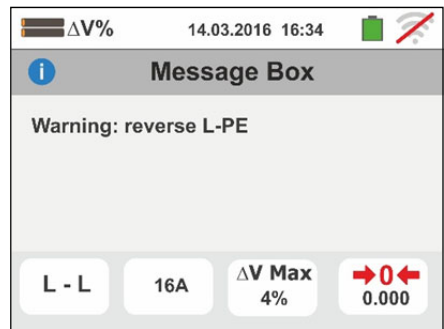 ΔV% 14.03.2016 16:34
i Message Box
Warning: reverse L-PE
L - L 16A ΔV Max 4% 0 0.000